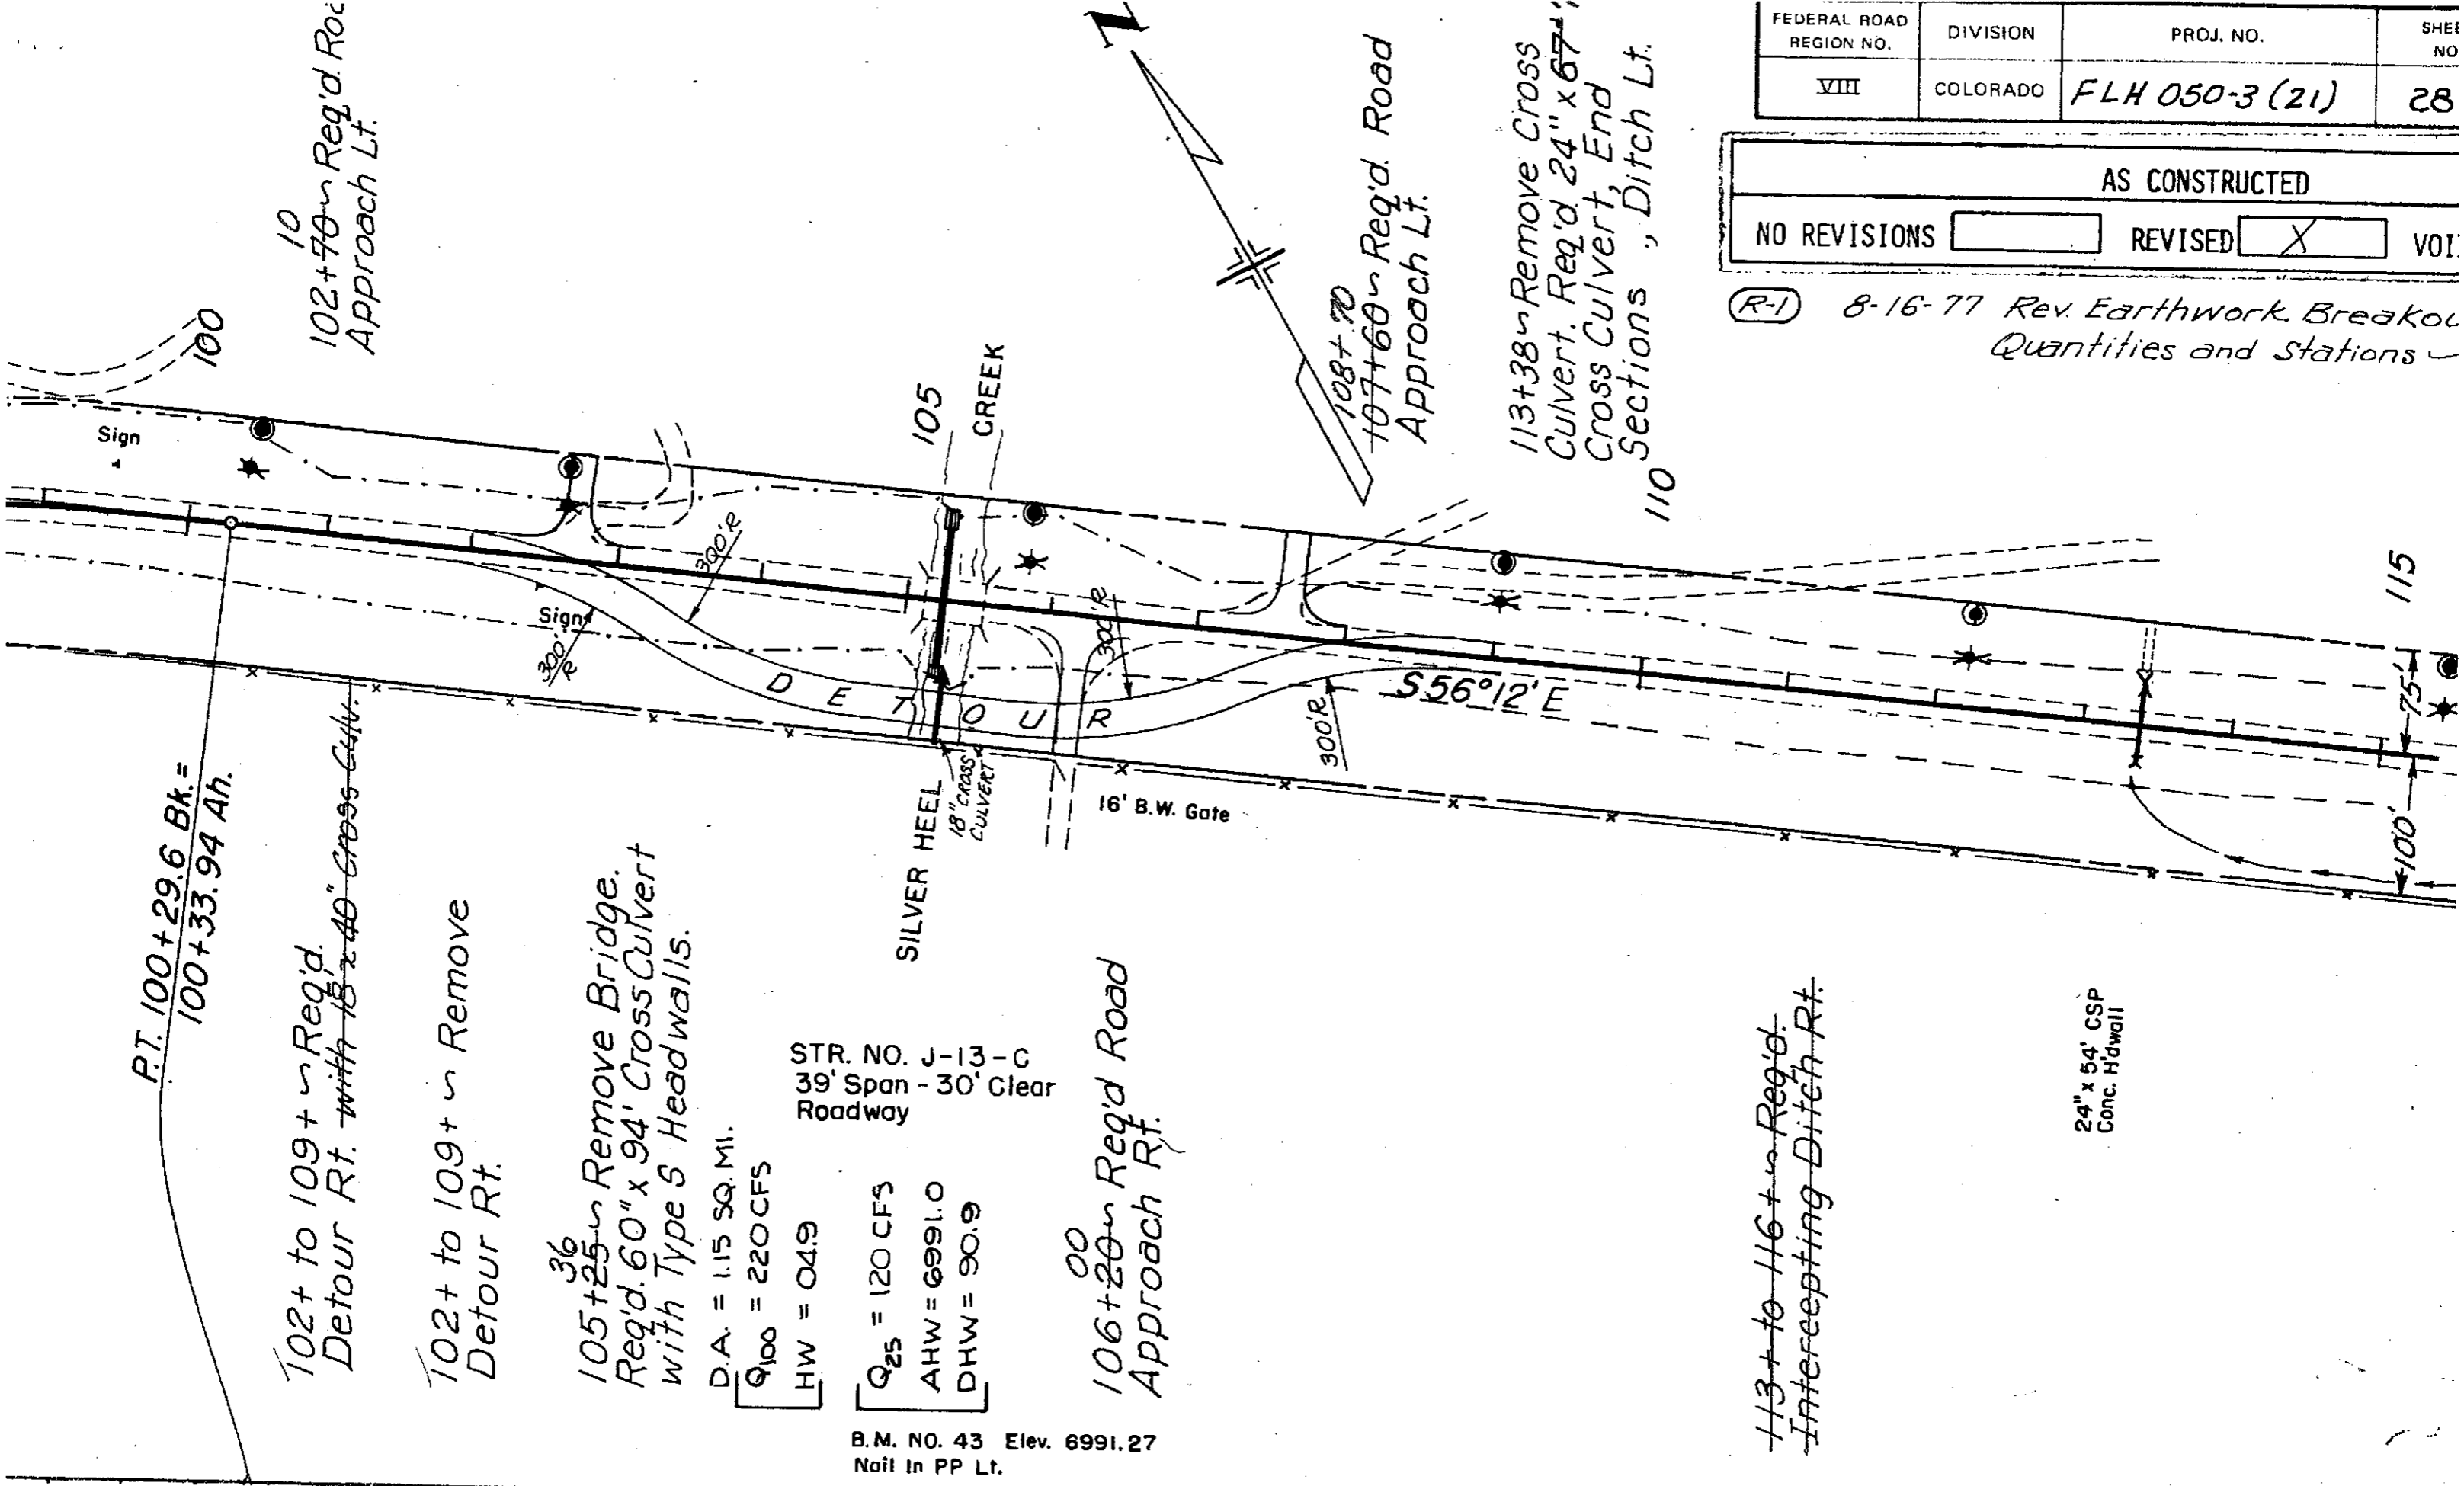 FEDERAL ROAD
REGION NO.
DIVISION
PROJ. NO.
VIII
COLORADO
FLH 050-3 (21)
28
AS CONSTRUCTED
NO REVISIONS
REVISED
X
R-1 8-16-77 Rev. Earthwork
Quantities and Stations
10
102+70~ Req'd.
Approach Lt.
108+70
107+60~ Req'd. Road
Approach Lt.
113+38~ Remove Cross
Culvert. Req'd. 24" x 67'
Cross Culvert, End
Sections, Ditch Lt.
100
105
CREEK
110
115
Sign
Sign
300'R
300'R
300'R
300'R
DETOUR
S 56°12' E
75'
100'
SILVER HEEL
18" CROSS
CULVERT
16' B.W. Gate
P.T. 100+29.6 Bk. =
100+33.94 Ah.
102+ to 109+ ~ Req'd.
Detour Rt. with 18" x 40' Cross Culv.
102+ to 109+ ~ Remove
Detour Rt.
36
105+25~ Remove Bridge.
Req'd. 60" x 94' Cross Culvert
with Type S Headwalls.
D.A. = 1.15 SQ. MI.
Q100 = 220 CFS
HW = 04.9
Q25 = 120 CFS
AHW = 6991.0
DHW = 90.9
STR. NO. J-13-C
39' Span - 30' Clear
Roadway
B.M. NO. 43 Elev. 6991.27
Nail In PP Lt.
00
106+20~ Req'd Road
Approach Rt.
113+ to 116+ ~ Req'd.
Intercepting Ditch Rt.
24" x 54' CSP
Conc. H'dwall